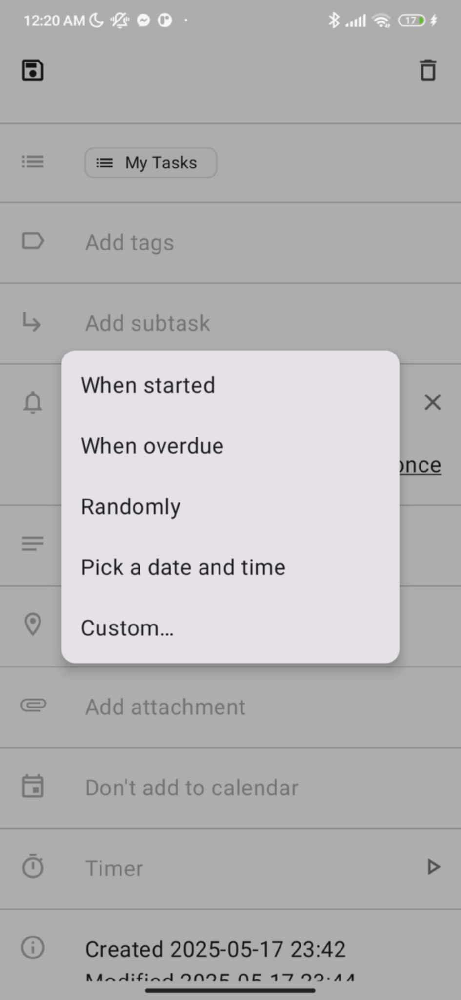 12:20 AM
17
My Tasks
Add tags
Add subtask
When started
When overdue
once
Randomly
Pick a date and time
Custom...
Add attachment
Don't add to calendar
Timer
Created 2025-05-17 23:42
Modified 2025-05-17 23:44